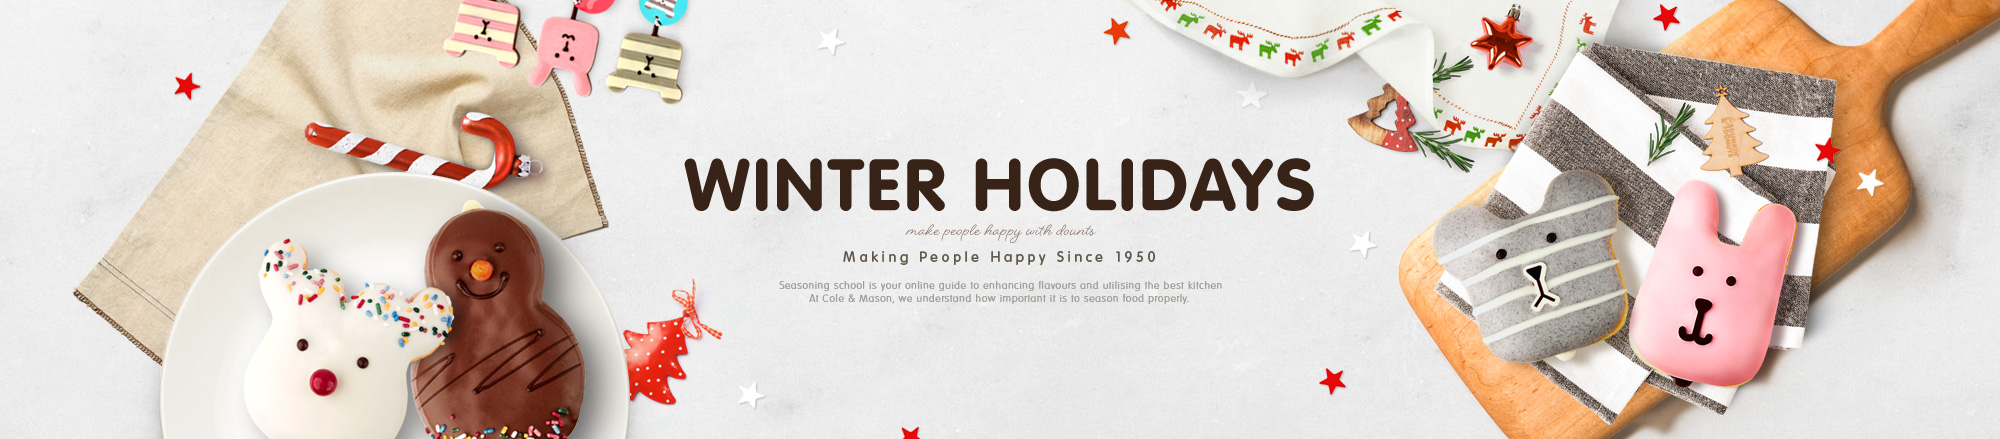 WINTER HOLIDAYS
make people happy with dounts
Making People Happy Since 1950
Seasoning school is your online guide to enhancing flavours and utilising the best kitchen
At Cole & Mason, we understand how important it is to season food properly.